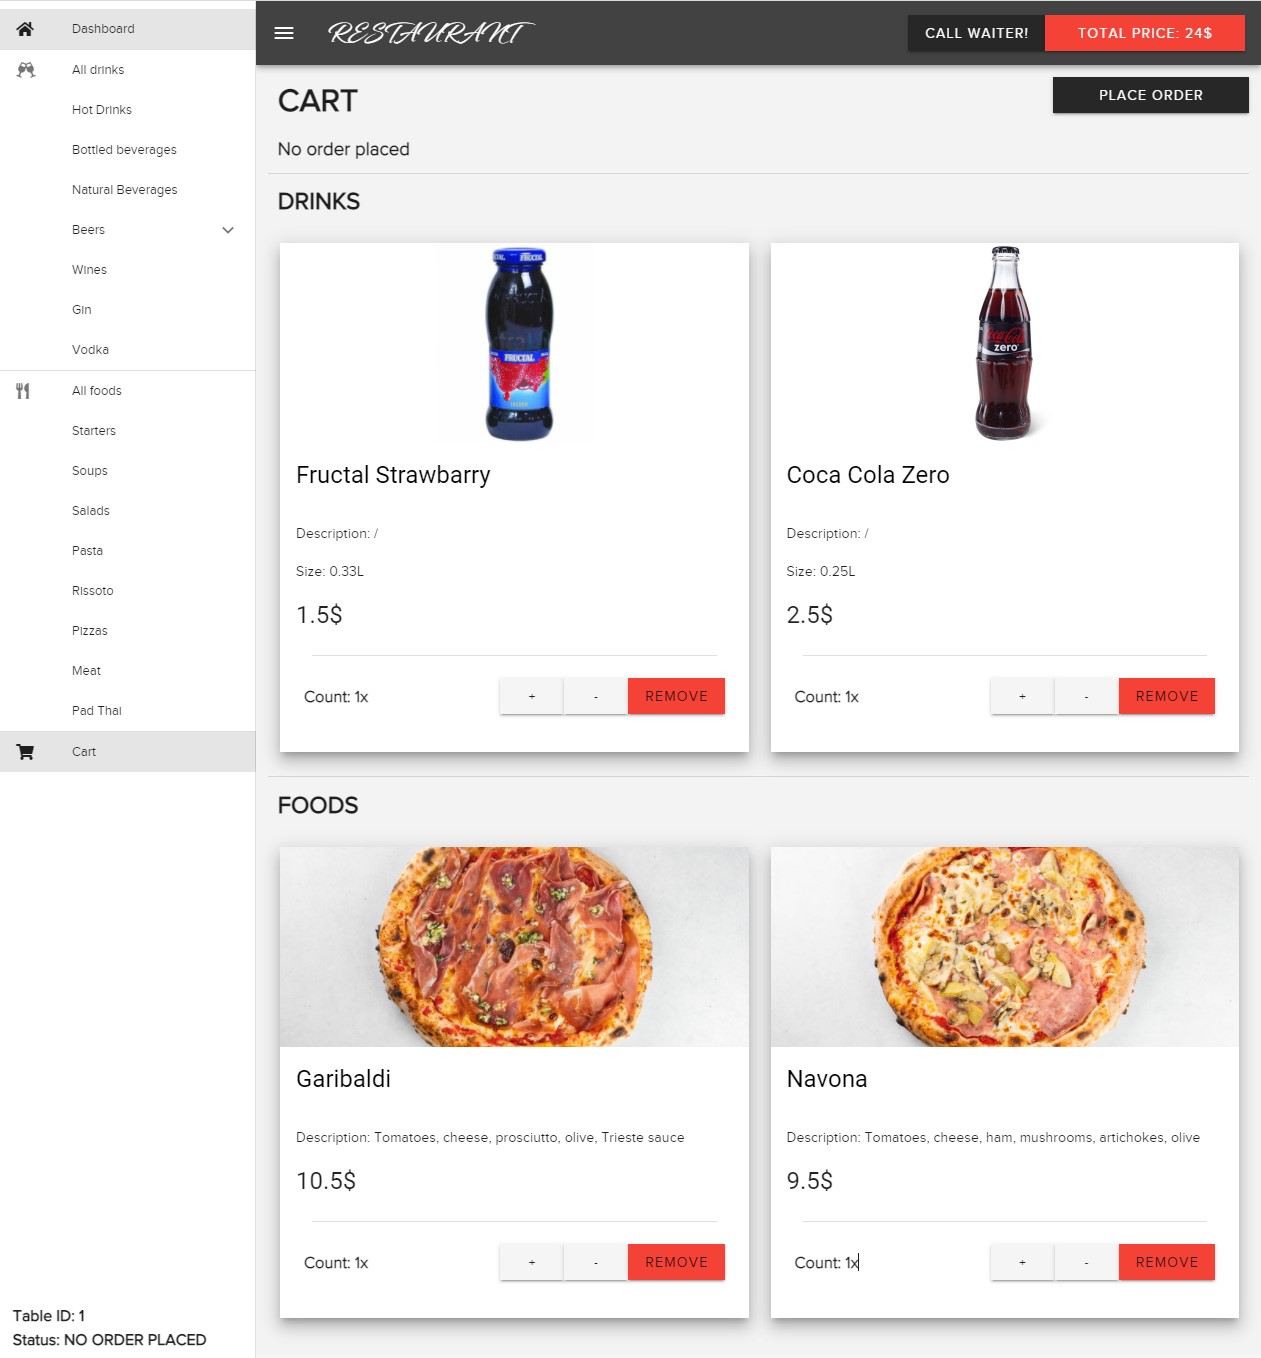 Dashboard
All drinks
Hot Drinks
Bottled beverages
Natural Beverages
Beers
Wines
Gin
Vodka
All foods
Starters
Soups
Salads
Pasta
Rissoto
Pizzas
Meat
Pad Thai
Cart
Table ID: 1
Status: NO ORDER PLACED
RESTAURANT
CALL WAITER!
TOTAL PRICE: 24$
CART
PLACE ORDER
No order placed
DRINKS
FRUCTAL
FRUCTAL
Fructal Strawbarry
Description: /
Size: 0.33L
1.5$
Count: 1x
+
-
REMOVE
Coca Cola
zero
Coca Cola Zero
Description: /
Size: 0.25L
2.5$
Count: 1x
+
-
REMOVE
FOODS
Garibaldi
Description: Tomatoes, cheese, prosciutto, olive, Trieste sauce
10.5$
Count: 1x
+
-
REMOVE
Navona
Description: Tomatoes, cheese, ham, mushrooms, artichokes, olive
9.5$
Count: 1x
+
-
REMOVE